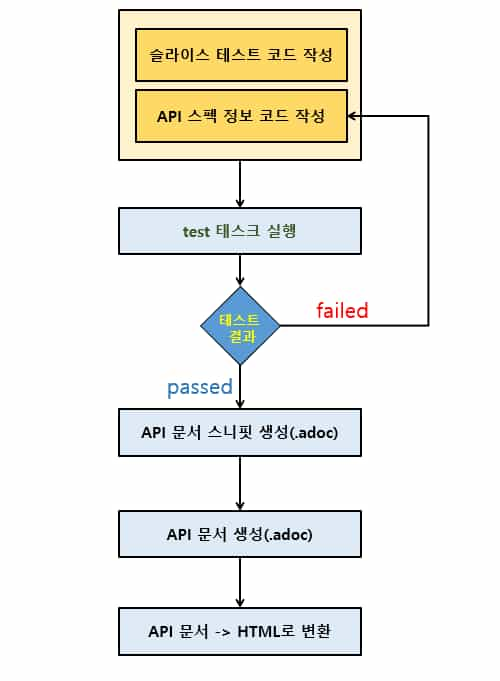 슬라이스 테스트 코드 작성
API 스펙 정보 코드 작성
test 태스크 실행
테스트
결과
failed
passed
API 문서 스니핏 생성(.adoc)
API 문서 생성(.adoc)
API 문서 -> HTML로 변환